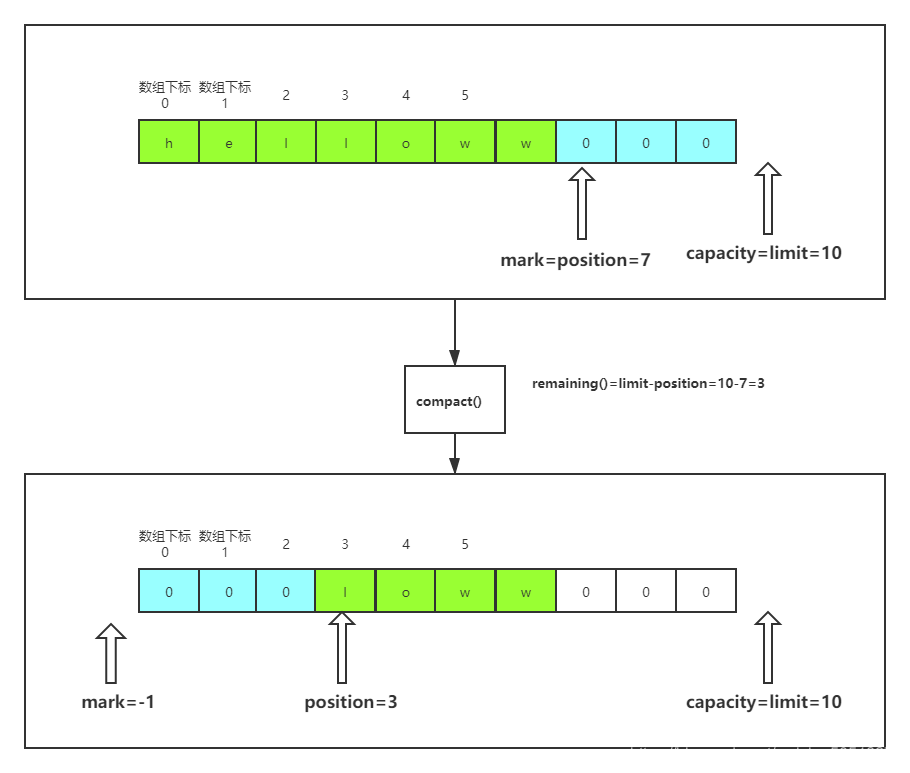 数组下标 数组下标
0 1 2 3 4 5
h e l l o w w 0 0 0
mark=position=7 capacity=limit=10
compact()
remaining()=limit-position=10-7=3
数组下标 数组下标
0 1 2 3 4 5
0 0 0 l o w w 0 0 0
mark=-1 position=3 capacity=limit=10